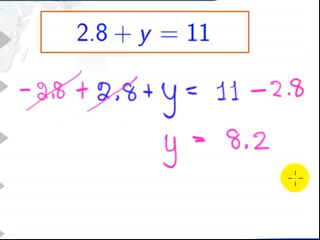 2.8 + y = 11
-2.8 + 2.8 + y = 11 - 2.8
y = 8.2